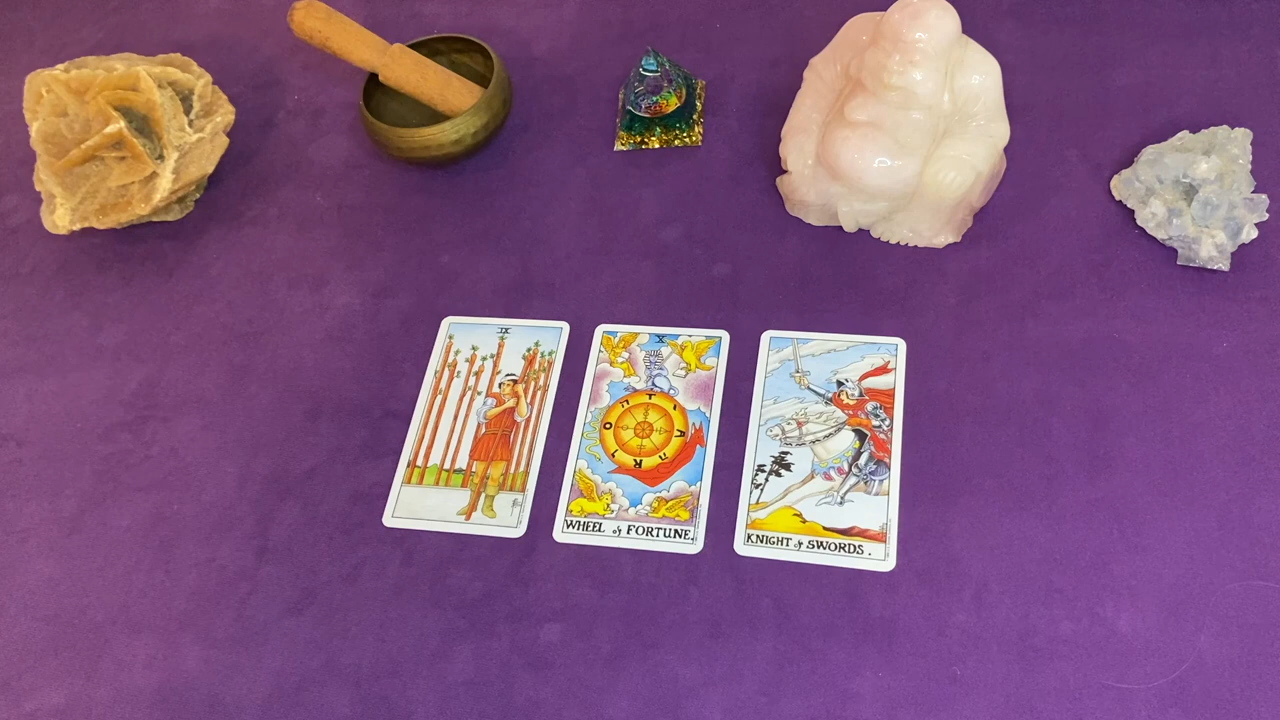 IX
X
T A R O
WHEEL of FORTUNE.
KNIGHT of SWORDS.